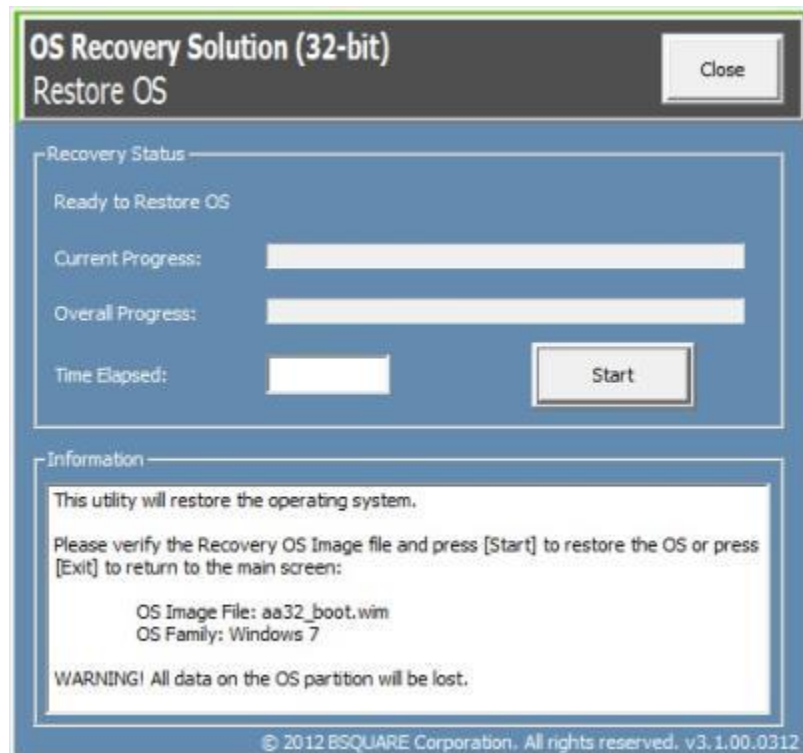 OS Recovery Solution (32-bit)
Restore OS
Close
Recovery Status
Ready to Restore OS
Current Progress:
Overall Progress:
Time Elapsed:
Start
Information
This utility will restore the operating system.
Please verify the Recovery OS Image file and press [Start] to restore the OS or press
[Exit] to return to the main screen:
OS Image File: aa32_boot.wim
OS Family: Windows 7
WARNING! All data on the OS partition will be lost.
© 2012 BSQUARE Corporation. All rights reserved. v3.1.00.0312